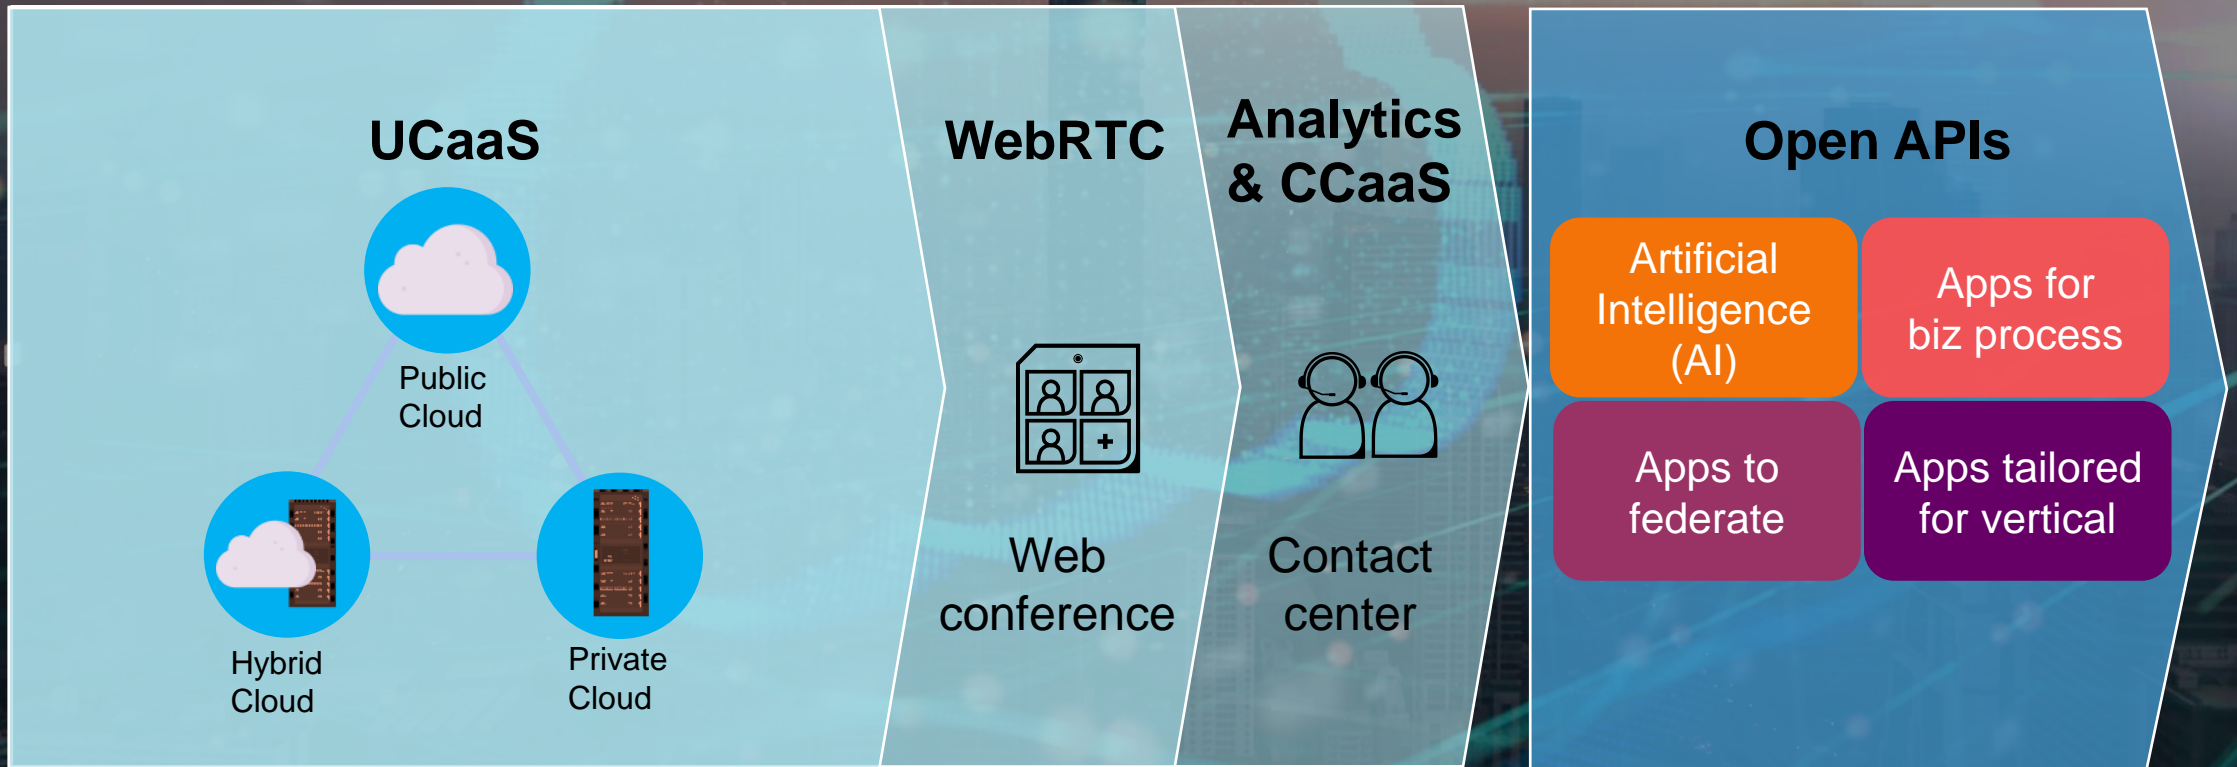 UCaaS
Public
Cloud
Hybrid
Cloud
Private
Cloud
WebRTC
Web
conference
Analytics
& CCaaS
Contact
center
Open APIs
Artificial
Intelligence
(AI)
Apps for
biz process
Apps to
federate
Apps tailored
for vertical